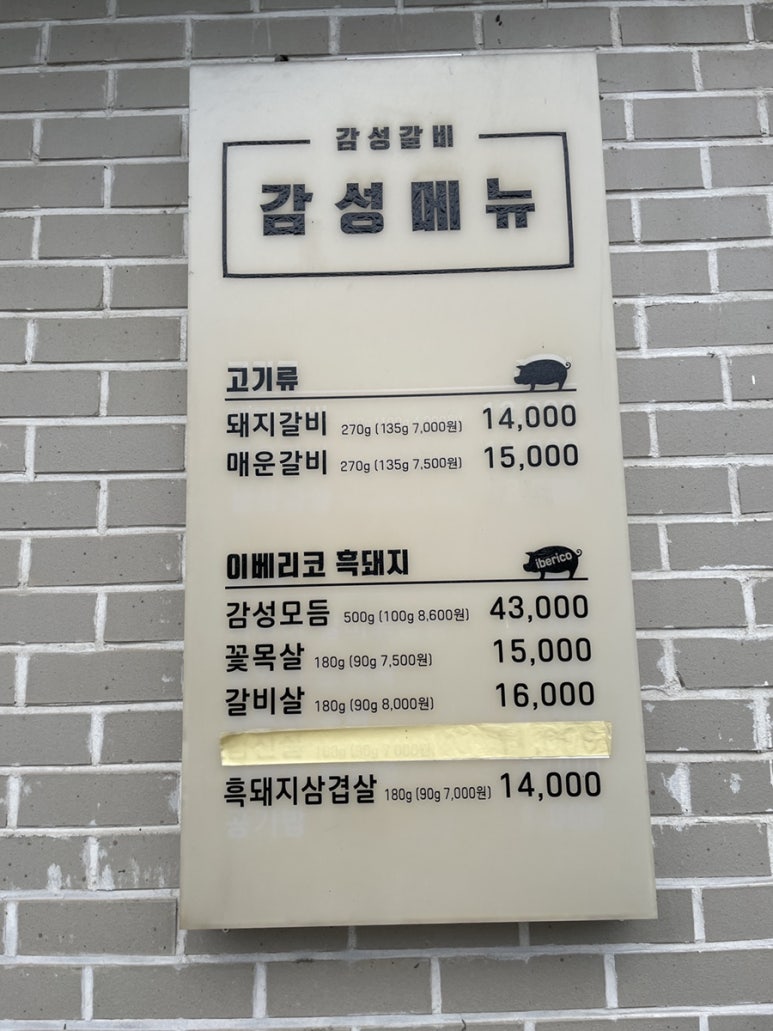 감성갈비
감성메뉴
고기류
돼지갈비 270g (135g 7,000원) 14,000
매운갈비 270g (135g 7,500원) 15,000
이베리코 흑돼지 iberico
감성모듬 500g (100g 8,600원) 43,000
꽃목살 180g (90g 7,500원) 15,000
갈비살 180g (90g 8,000원) 16,000
흑돼지삼겹살 180g (90g 7,000원) 14,000